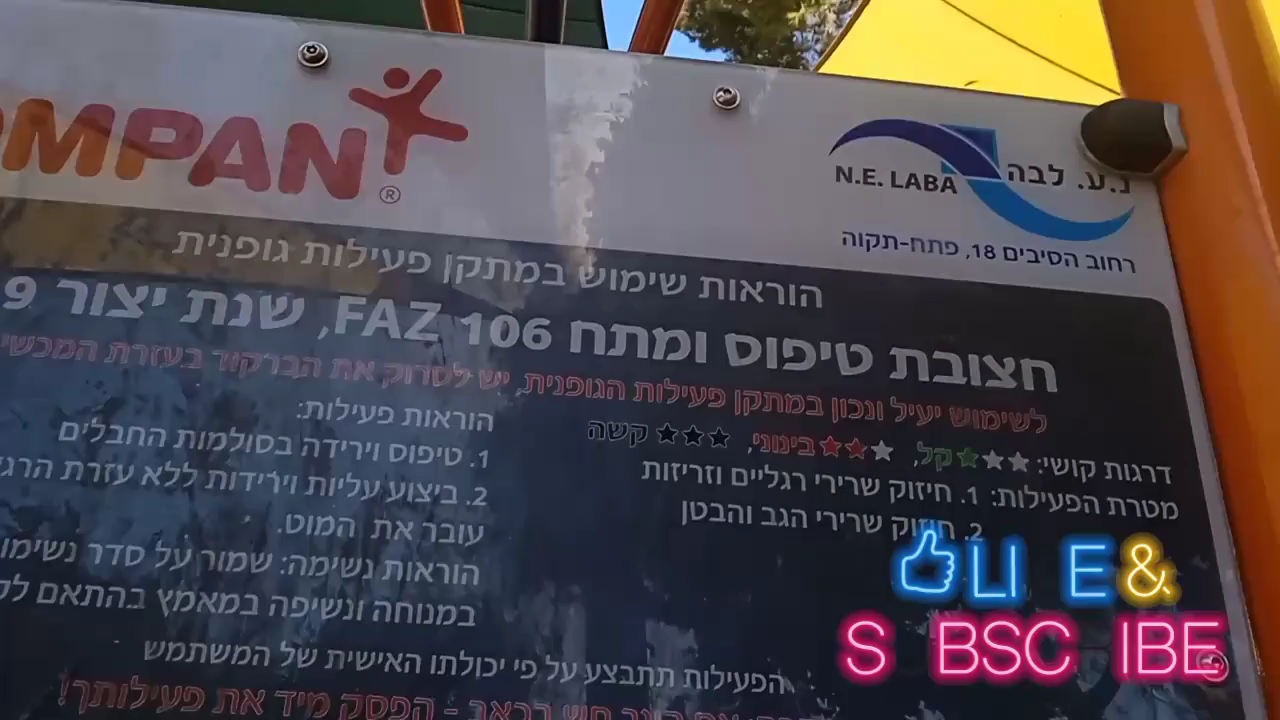 OMPAN®
N.E. LABA נ.ע. לבה
רחוב הסיבים 18, פתח-תקוה
הוראות שימוש במתקן פעילות גופנית
חצובת טיפוס ומתח FAZ 106, שנת יצור 9
לשימוש יעיל ונכון במתקן פעילות הגופנית, יש לסרוק את הברקוד בעזרת המכשי
דרגות קושי: ★★★קל, ★★★בינוני, ★★★ קשה
מטרת הפעילות: 1. חיזוק שרירי רגליים וזריזות
2. חיזוק שרירי הגב והבטן
הוראות פעילות:
1. טיפוס וירידה בסולמות החבלים
2. ביצוע עליות וירידות ללא עזרת הרגי
עובר את המוט.
הוראות נשימה: שמור על סדר נשימו
במנוחה ונשיפה במאמץ בהתאם לק
הפעילות תתבצע על פי יכולתו האישית של המשתמש
הפסק מיד את פעילותך!
LI E &
S BSC IBE